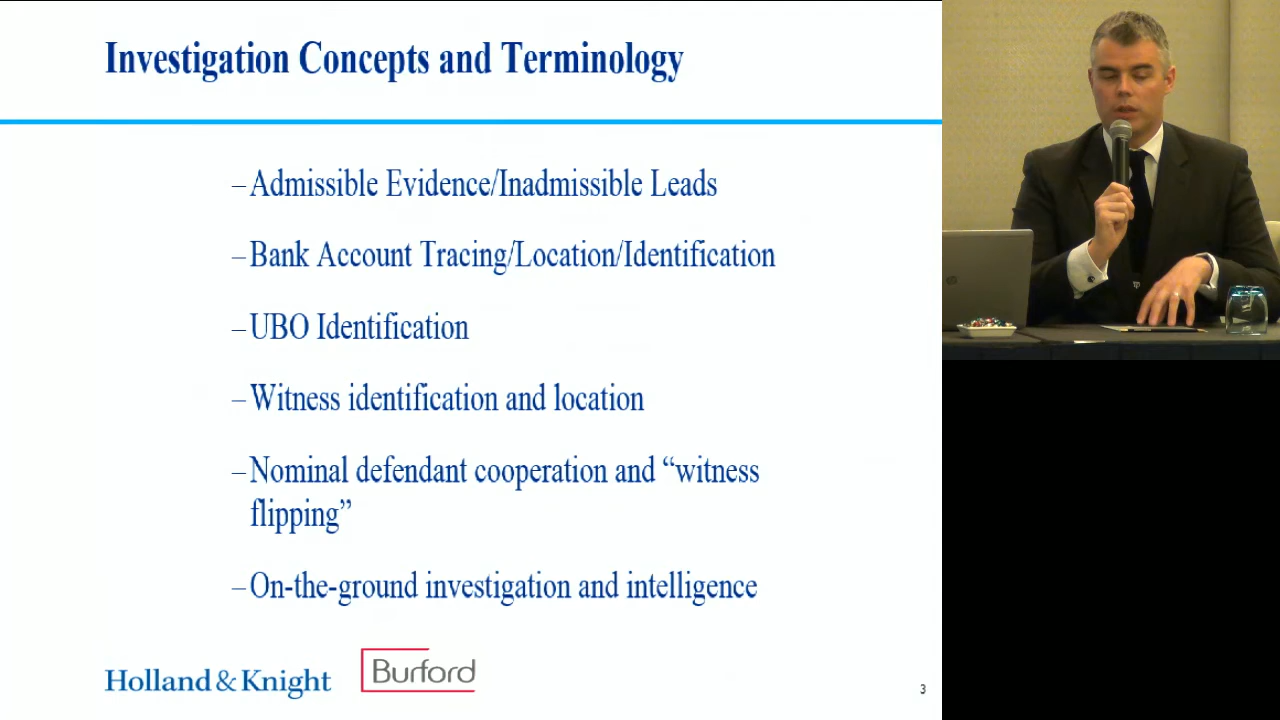 Investigation Concepts and Terminology
–Admissible Evidence/Inadmissible Leads
–Bank Account Tracing/Location/Identification
–UBO Identification
–Witness identification and location
–Nominal defendant cooperation and “witness
flipping”
–On-the-ground investigation and intelligence
Holland & Knight
Burford
3